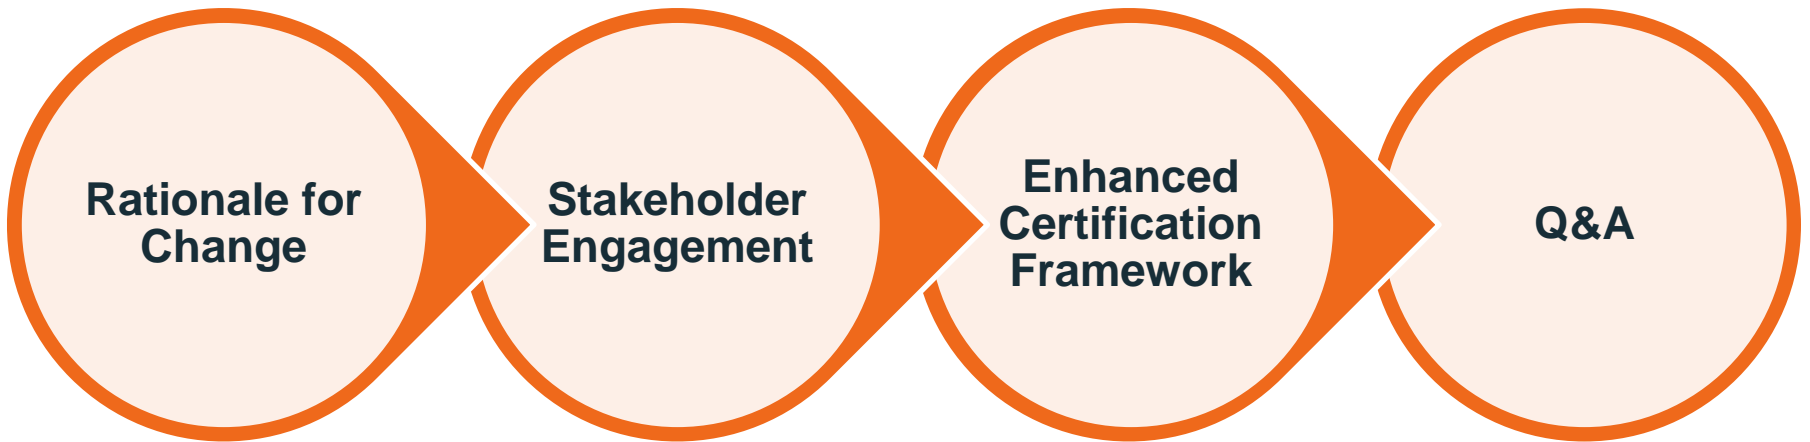 Rationale for
Change
Stakeholder
Engagement
Enhanced
Certification
Framework
Q&A